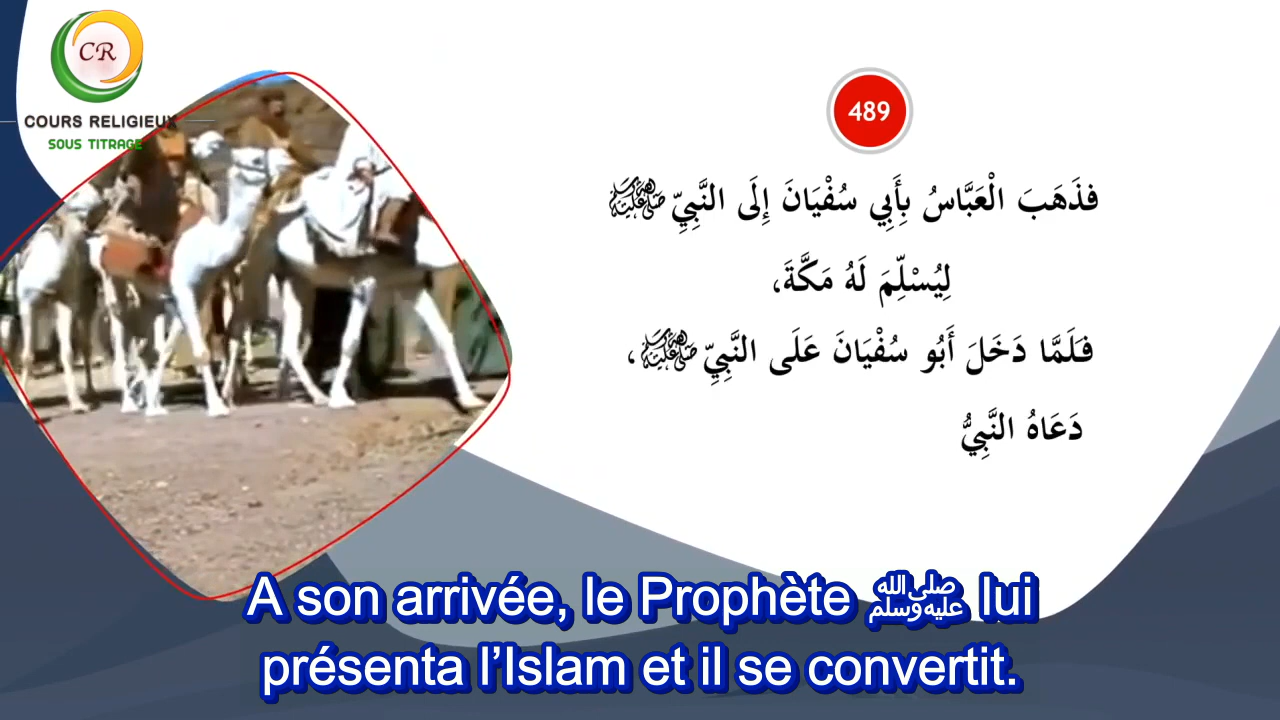 CR
COURS RELIGIEUX
SOUS TITRAGE
489
فَذَهَبَ الْعَبَّاسُ بِأَبِي سُفْيَانَ إِلَى النَّبِيِّ ﷺ
لِيُسْلِّمَ لَهُ مَكَّةَ،
فَلَمَّا دَخَلَ أَبُو سُفْيَانَ عَلَى النَّبِيِّ ﷺ،
دَعَاهُ النَّبِيُّ
A son arrivée, le Prophète ﷺ lui
présenta l’Islam et il se convertit.